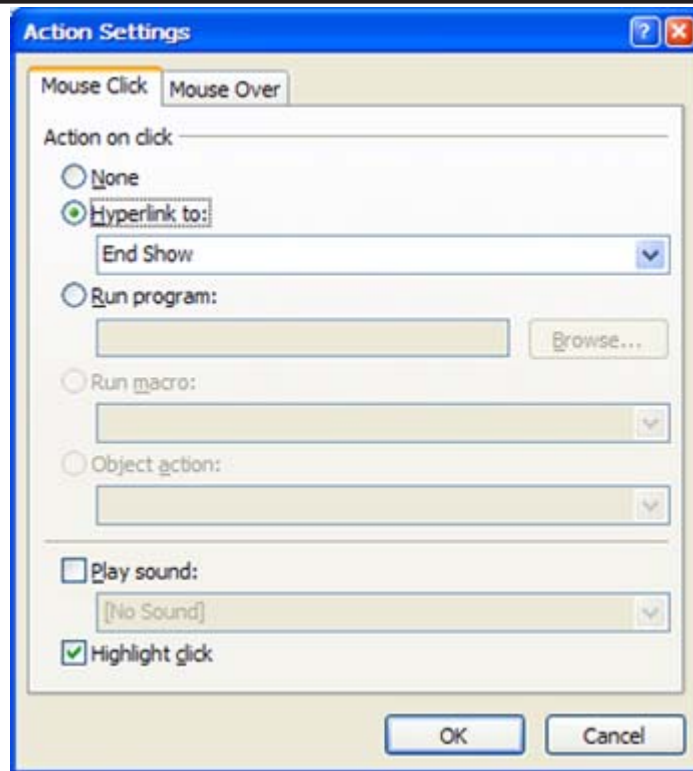 Action Settings
Mouse Click Mouse Over
Action on click
None
Hyperlink to:
End Show
Run program:
Browse...
Run macro:
Object action:
Play sound:
[No Sound]
Highlight click
OK Cancel